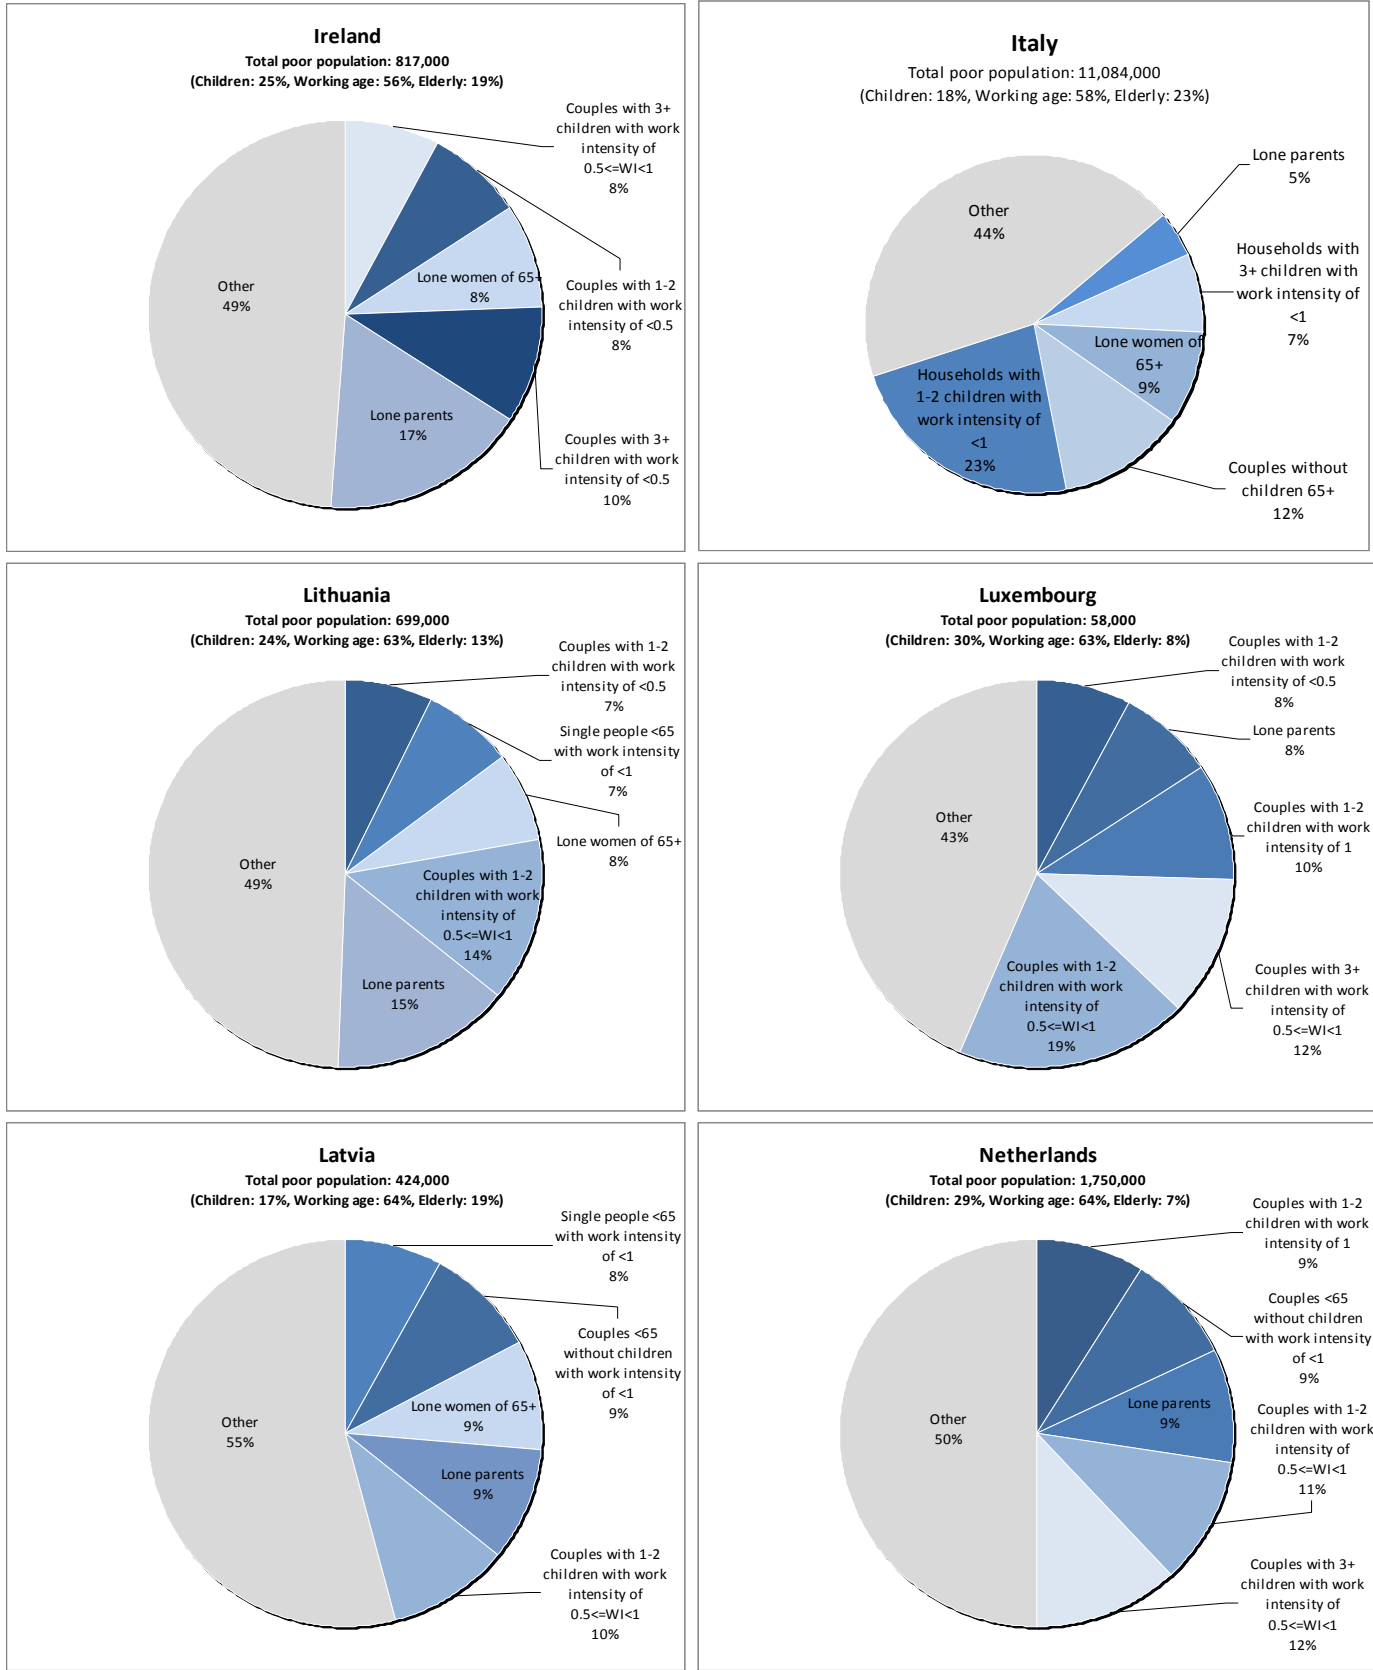 Ireland
Total poor population: 817,000
(Children: 25%, Working age: 56%, Elderly: 19%)
Couples with 3+
children with work
intensity of
0.5<=WI<1
8%
Couples with 1-2
children with work
intensity of <0.5
8%
Lone women of 65+
8%
Couples with 3+
children with work
intensity of <0.5
10%
Lone parents
17%
Other
49%
Italy
Total poor population: 11,084,000
(Children: 18%, Working age: 58%, Elderly: 23%)
Lone parents
5%
Households with
3+ children with
work intensity of
<1
7%
Lone women of
65+
9%
Couples without
children 65+
12%
Households with
1-2 children with
work intensity of
<1
23%
Other
44%
Lithuania
Total poor population: 699,000
(Children: 24%, Working age: 63%, Elderly: 13%)
Couples with 1-2
children with work
intensity of <0.5
7%
Single people <65
with work intensity
of <1
7%
Lone women of 65+
8%
Couples with 1-2
children with work
intensity of
0.5<=WI<1
14%
Lone parents
15%
Other
49%
Luxembourg
Total poor population: 58,000
(Children: 30%, Working age: 63%, Elderly: 8%)
Couples with 1-2
children with work
intensity of <0.5
8%
Lone parents
8%
Couples with 1-2
children with work
intensity of 1
10%
Couples with 3+
children with work
intensity of
0.5<=WI<1
12%
Couples with 1-2
children with work
intensity of
0.5<=WI<1
19%
Other
43%
Latvia
Total poor population: 424,000
(Children: 17%, Working age: 64%, Elderly: 19%)
Single people <65
with work intensity
of <1
8%
Couples <65
without children
with work intensity
of <1
9%
Lone women of 65+
9%
Lone parents
9%
Couples with 1-2
children with work
intensity of
0.5<=WI<1
10%
Other
55%
Netherlands
Total poor population: 1,750,000
(Children: 29%, Working age: 64%, Elderly: 7%)
Couples with 1-2
children with work
intensity of 1
9%
Couples <65
without children
with work intensity
of <1
9%
Lone parents
9%
Couples with 1-2
children with work
intensity of
0.5<=WI<1
11%
Couples with 3+
children with work
intensity of
0.5<=WI<1
12%
Other
50%